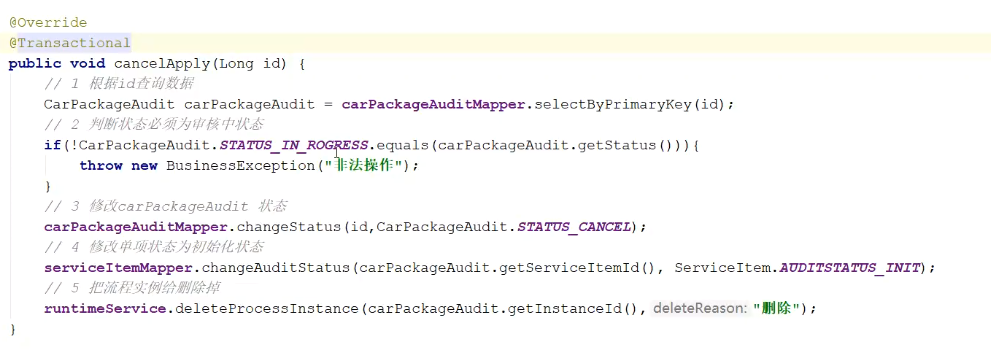 @Override
@Transactional
public void cancelApply(Long id) {
// 1 根据id查询数据
CarPackageAudit carPackageAudit = carPackageAuditMapper.selectByPrimaryKey(id);
// 2 判断状态必须为审核中状态
if(!CarPackageAudit.STATUS_IN_ROGRESS.equals(carPackageAudit.getStatus())){
throw new BusinessException("非法操作");
}
// 3 修改carPackageAudit 状态
carPackageAuditMapper.changeStatus(id,CarPackageAudit.STATUS_CANCEL);
// 4 修改单项状态为初始化状态
serviceItemMapper.changeAuditStatus(carPackageAudit.getServiceItemId(), ServiceItem.AUDITSTATUS_INIT);
// 5 把流程实例给删除掉
runtimeService.deleteProcessInstance(carPackageAudit.getInstanceId(), deleteReason: "删除");
}